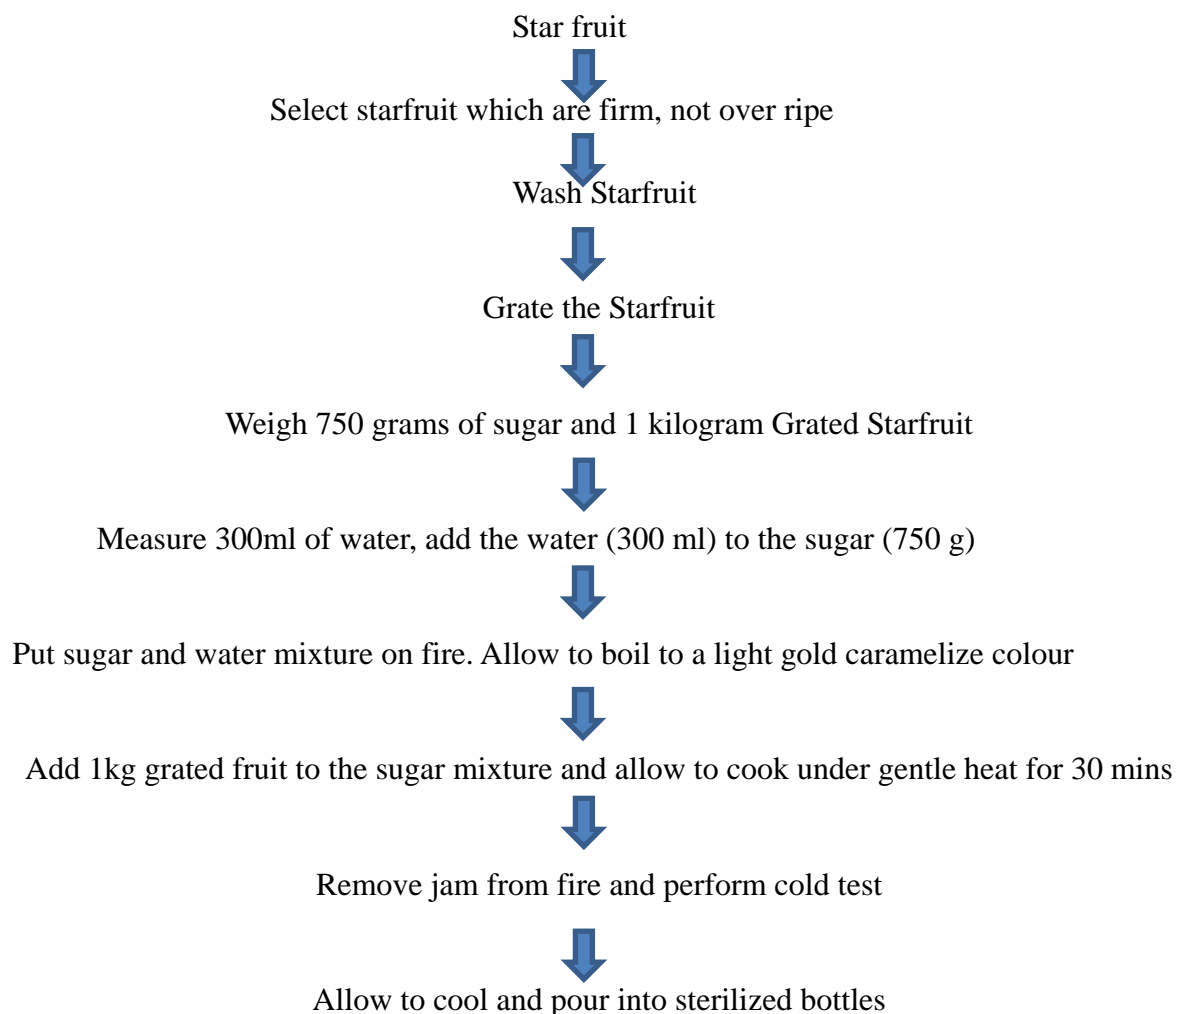 Star fruit
Select starfruit which are firm, not over ripe
Wash Starfruit
Grate the Starfruit
Weigh 750 grams of sugar and 1 kilogram Grated Starfruit
Measure 300ml of water, add the water (300 ml) to the sugar (750 g)
Put sugar and water mixture on fire. Allow to boil to a light gold caramelize colour
Add 1kg grated fruit to the sugar mixture and allow to cook under gentle heat for 30 mins
Remove jam from fire and perform cold test
Allow to cool and pour into sterilized bottles